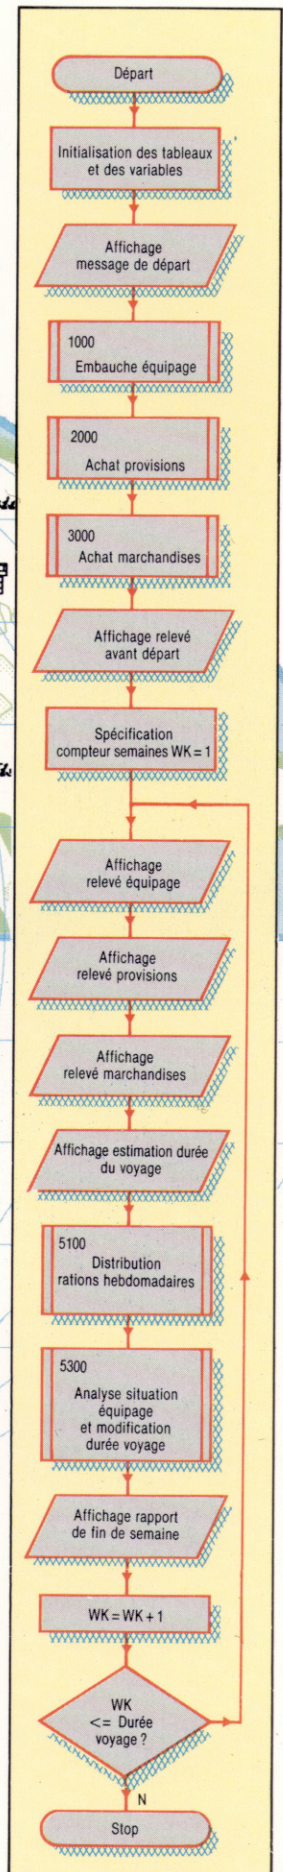 Départ
Initialisation des tableaux
et des variables
Affichage
message de départ
1000
Embauche équipage
2000
Achat provisions
3000
Achat marchandises
Affichage relevé
avant départ
Spécification
compteur semaines WK = 1
Affichage
relevé équipage
Affichage
relevé provisions
Affichage
relevé marchandises
Affichage estimation durée
du voyage
5100
Distribution
rations hebdomadaires
5300
Analyse situation
équipage
et modification
durée voyage
Affichage rapport
de fin de semaine
WK = WK + 1
WK
<= Durée
voyage ?
N
Stop